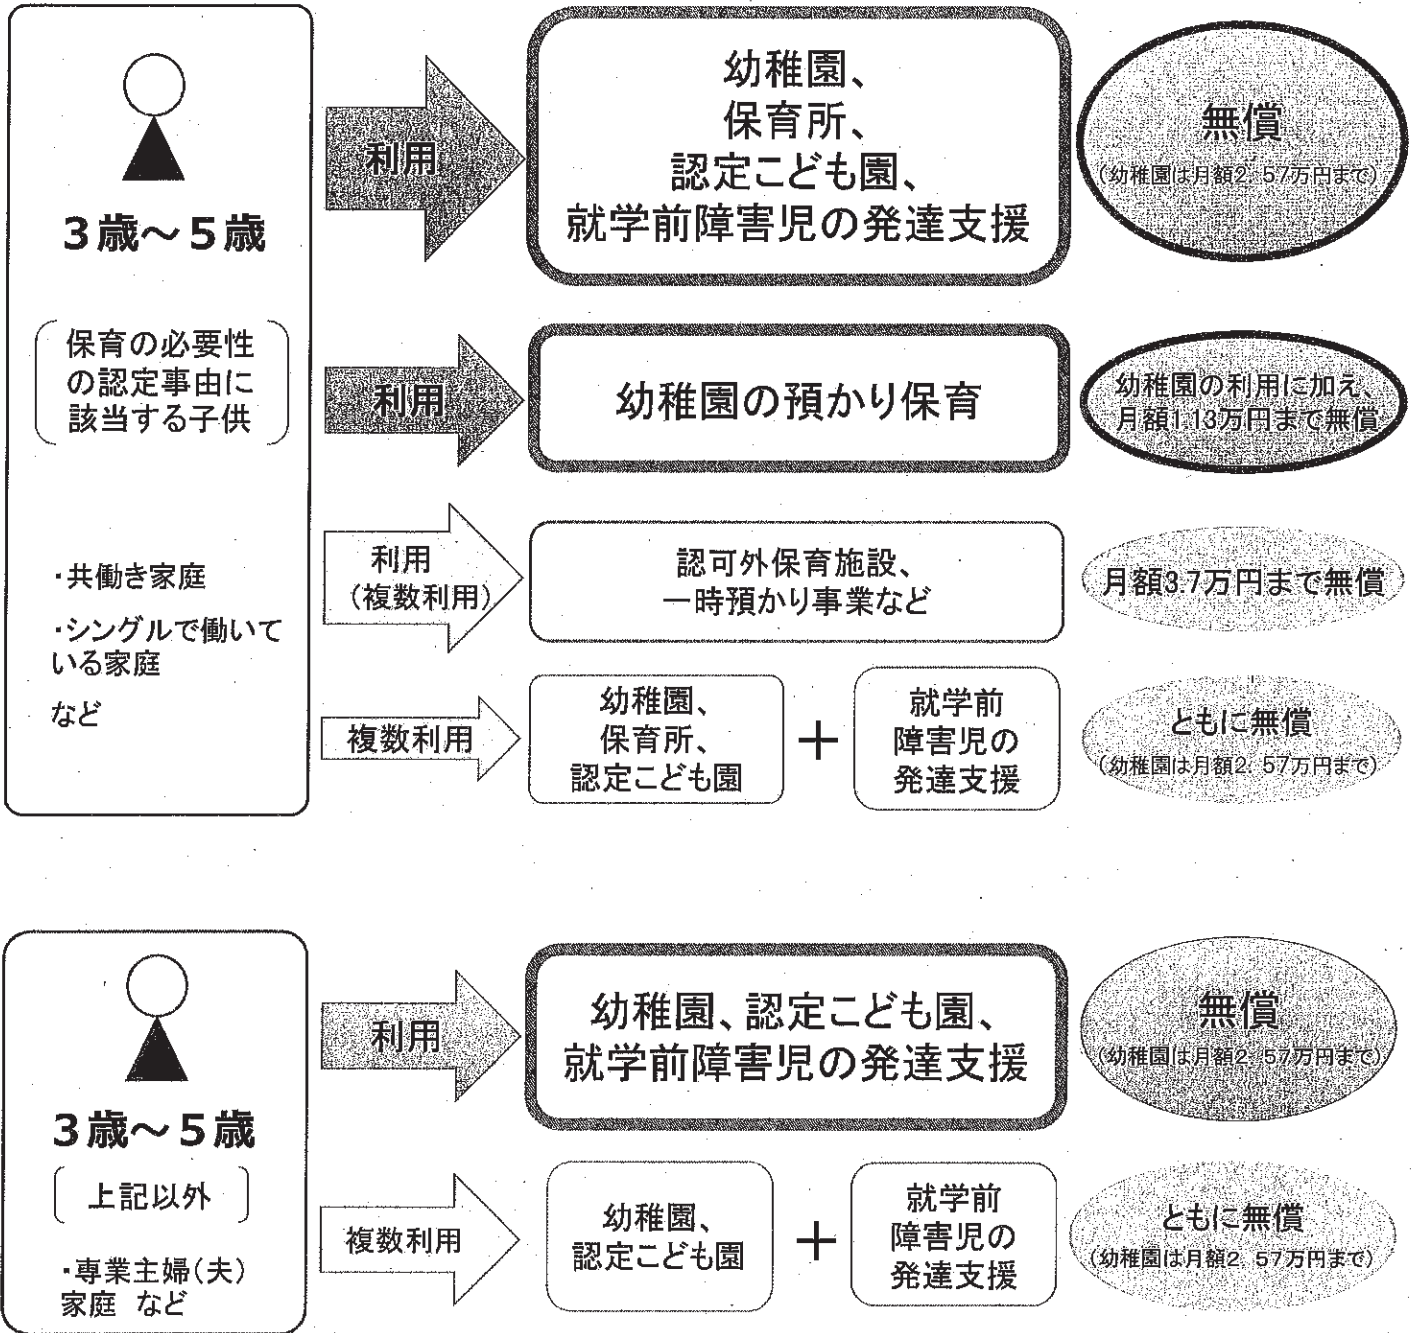 3歳～5歳
保育の必要性
の認定事由に
該当する子供
・共働き家庭
・シングルで働いて
いる家庭
など
利用
幼稚園、
保育所、
認定こども園、
就学前障害児の発達支援
無償
(幼稚園は月額2.57万円まで)
利用
幼稚園の預かり保育
幼稚園の利用に加え、
月額1.13万円まで無償
利用
(複数利用)
認可外保育施設、
一時預かり事業など
月額3.7万円まで無償
複数利用
幼稚園、
保育所、
認定こども園
＋
就学前
障害児の
発達支援
ともに無償
(幼稚園は月額2.57万円まで)
3歳～5歳
上記以外
・専業主婦(夫)
家庭 など
利用
幼稚園、認定こども園、
就学前障害児の発達支援
無償
(幼稚園は月額2.57万円まで)
複数利用
幼稚園、
認定こども園
＋
就学前
障害児の
発達支援
ともに無償
(幼稚園は月額2.57万円まで)